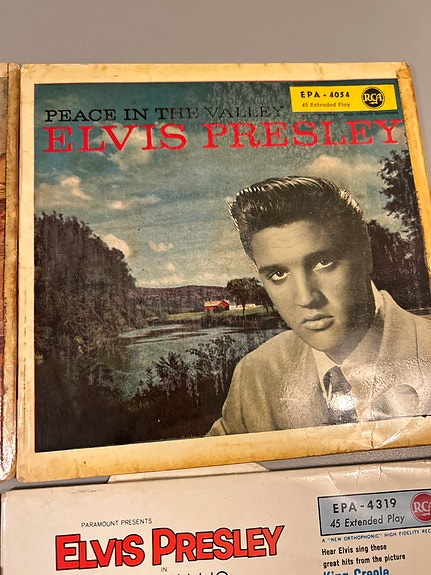 PEACE IN THE VALLEY
EPA - 4054
45 Extended Play
RCA
ELVIS PRESLEY
PARAMOUNT PRESENTS
ELVIS PRESLEY
IN
EPA - 4319
45 Extended Play
RCA
A "NEW ORTHOPHONIC" HIGH FIDELITY REC
Hear Elvis sing these
great hits from the picture
King Creole